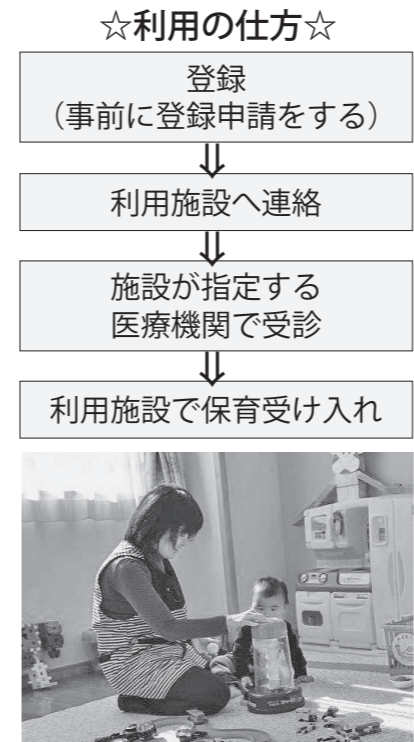 ☆利用の仕方☆
登録
（事前に登録申請をする）
⇓
利用施設へ連絡
⇓
施設が指定する
医療機関で受診
⇓
利用施設で保育受け入れ